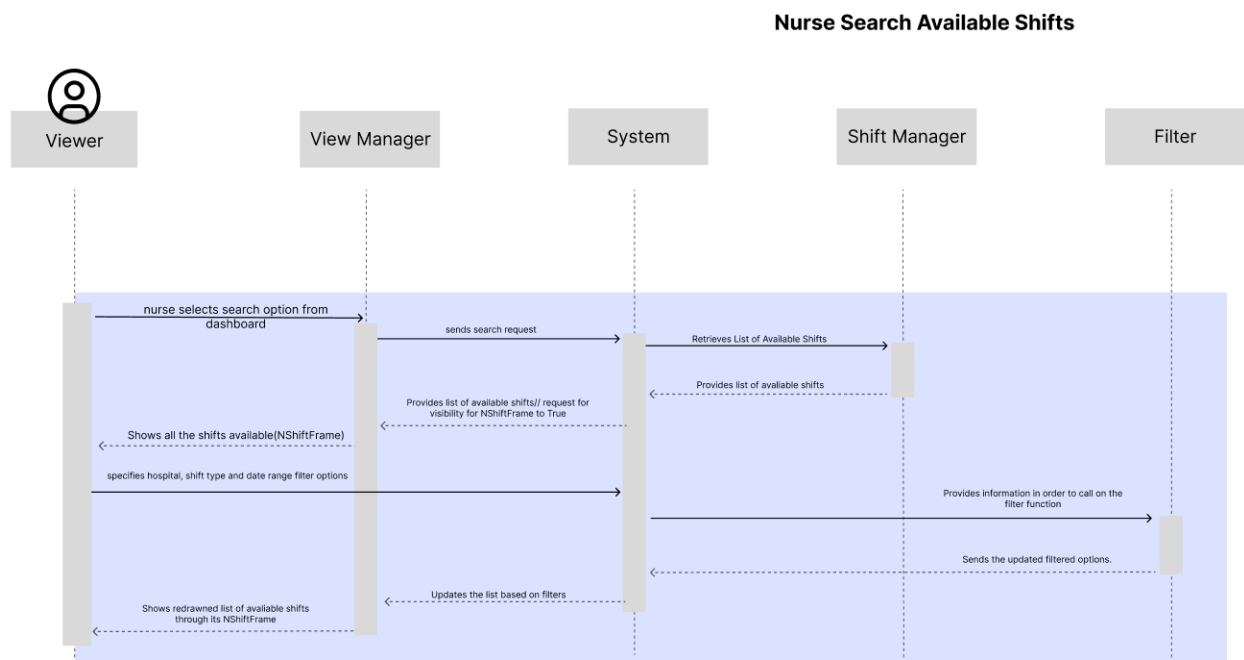 Nurse Search Available Shifts
Viewer
View Manager
System
Shift Manager
Filter
nurse selects search option from
dashboard
sends search request
Retrieves List of Available Shifts
Provides list of avaliable shifts
Provides list of available shifts// request for
visibility for NShiftFrame to True
Shows all the shifts available(NShiftFrame)
specifies hospital, shift type and date range filter options
Provides information in order to call on the
filter function
Sends the updated filtered options.
Updates the list based on filters
Shows redrawned list of avaliable shifts
through its NShiftFrame